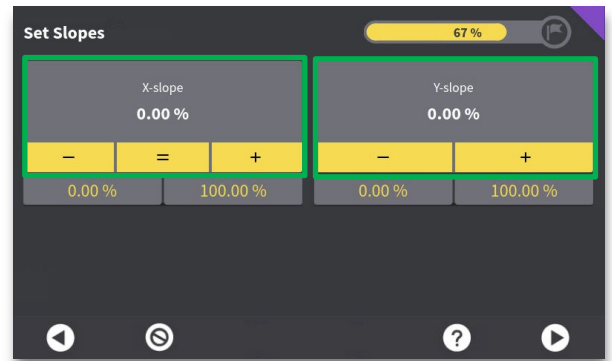 Set Slopes
67 %
X-slope
0.00 %
− = +
0.00 % 100.00 %
Y-slope
0.00 %
− +
0.00 % 100.00 %
?